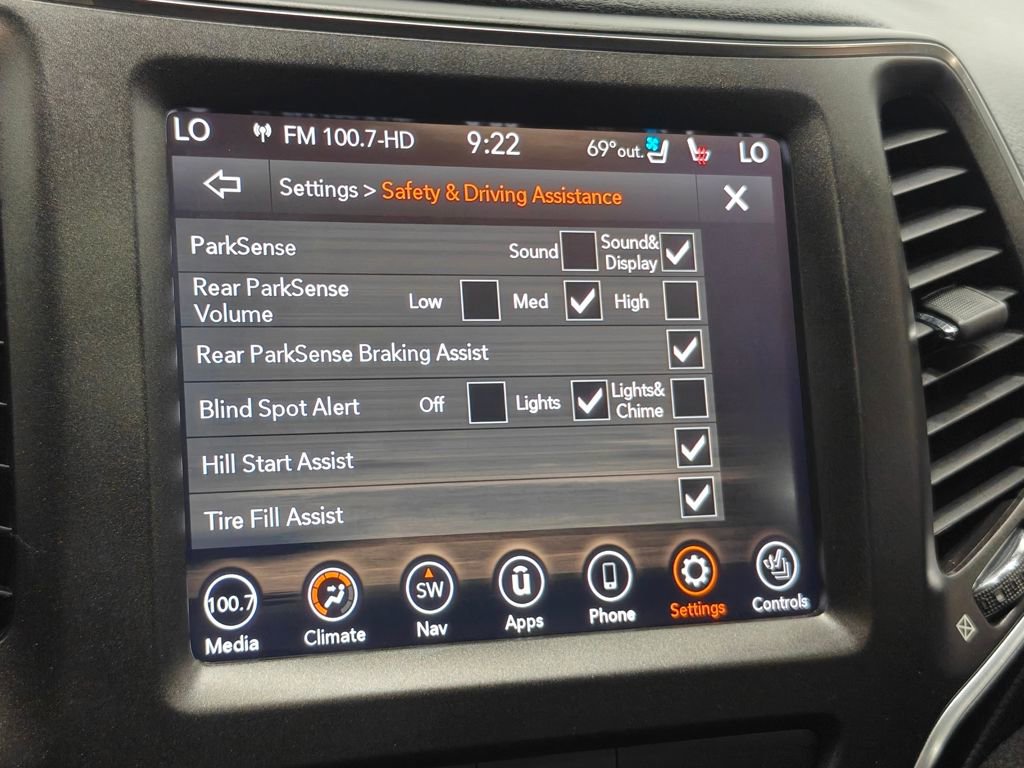 LO FM 100.7-HD 9:22 69° out. LO
Settings > Safety & Driving Assistance
ParkSense Sound Sound& Display
Rear ParkSense Volume Low Med High
Rear ParkSense Braking Assist
Blind Spot Alert Off Lights Lights& Chime
Hill Start Assist
Tire Fill Assist
100.7 SW
Media Climate Nav Apps Phone Settings Controls